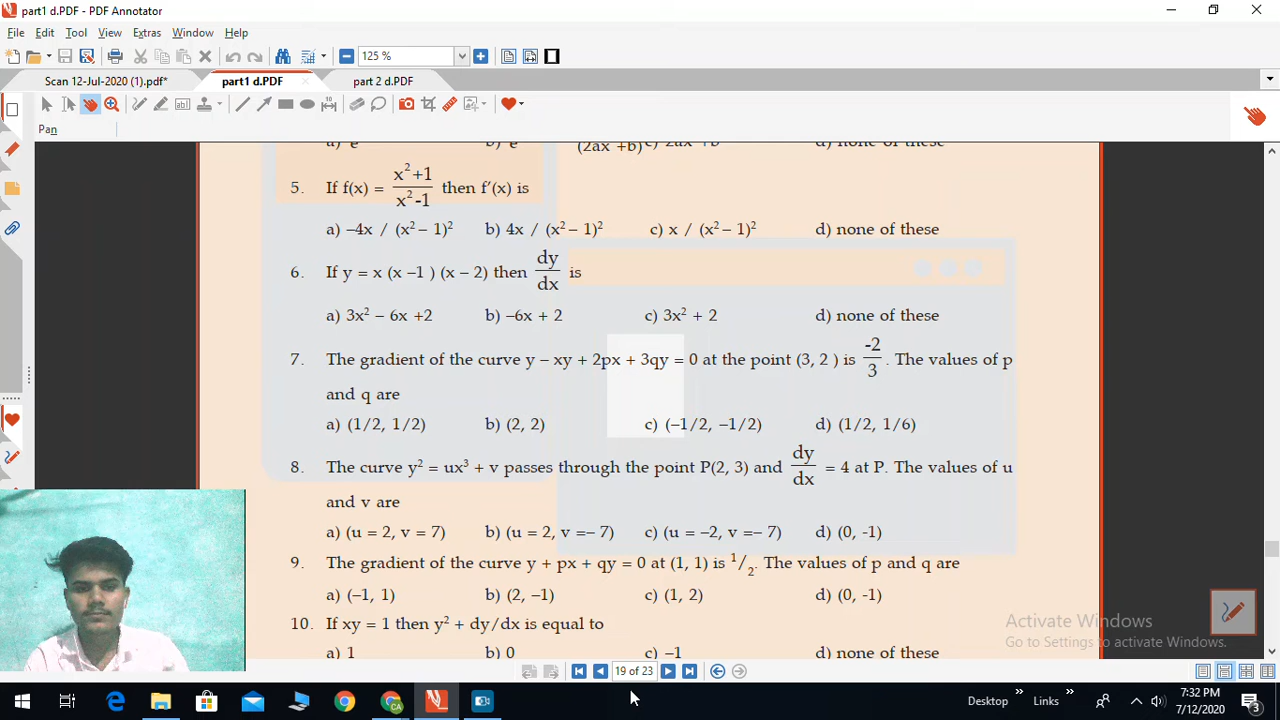 part1 d.PDF - PDF Annotator
File Edit Tool View Extras Window Help
125 %
Scan 12-Jul-2020 (1).pdf* part1 d.PDF part 2 d.PDF
Pan
(2ax +b) c) 2ax +b d) none of these
5. If f(x) = x²+1 / x²-1 then f′(x) is
a) −4x / (x² − 1)² b) 4x / (x² − 1)² c) x / (x² − 1)² d) none of these
6. If y = x (x −1 ) (x − 2) then dy/dx is
a) 3x² − 6x +2 b) −6x + 2 c) 3x² + 2 d) none of these
7. The gradient of the curve y − xy + 2px + 3qy = 0 at the point (3, 2 ) is -2/3 . The values of p
and q are
a) (1/2, 1/2) b) (2, 2) c) (−1/2, −1/2) d) (1/2, 1/6)
8. The curve y² = ux³ + v passes through the point P(2, 3) and dy/dx = 4 at P. The values of u
and v are
a) (u = 2, v = 7) b) (u = 2, v =− 7) c) (u = −2, v =− 7) d) (0, -1)
9. The gradient of the curve y + px + qy = 0 at (1, 1) is 1/2. The values of p and q are
a) (−1, 1) b) (2, −1) c) (1, 2) d) (0, -1)
10. If xy = 1 then y² + dy/dx is equal to
a) 1 b) 0 c) −1 d) none of these
Activate Windows
Go to Settings to activate Windows.
19 of 23
Desktop » Links » 7:32 PM
7/12/2020 3